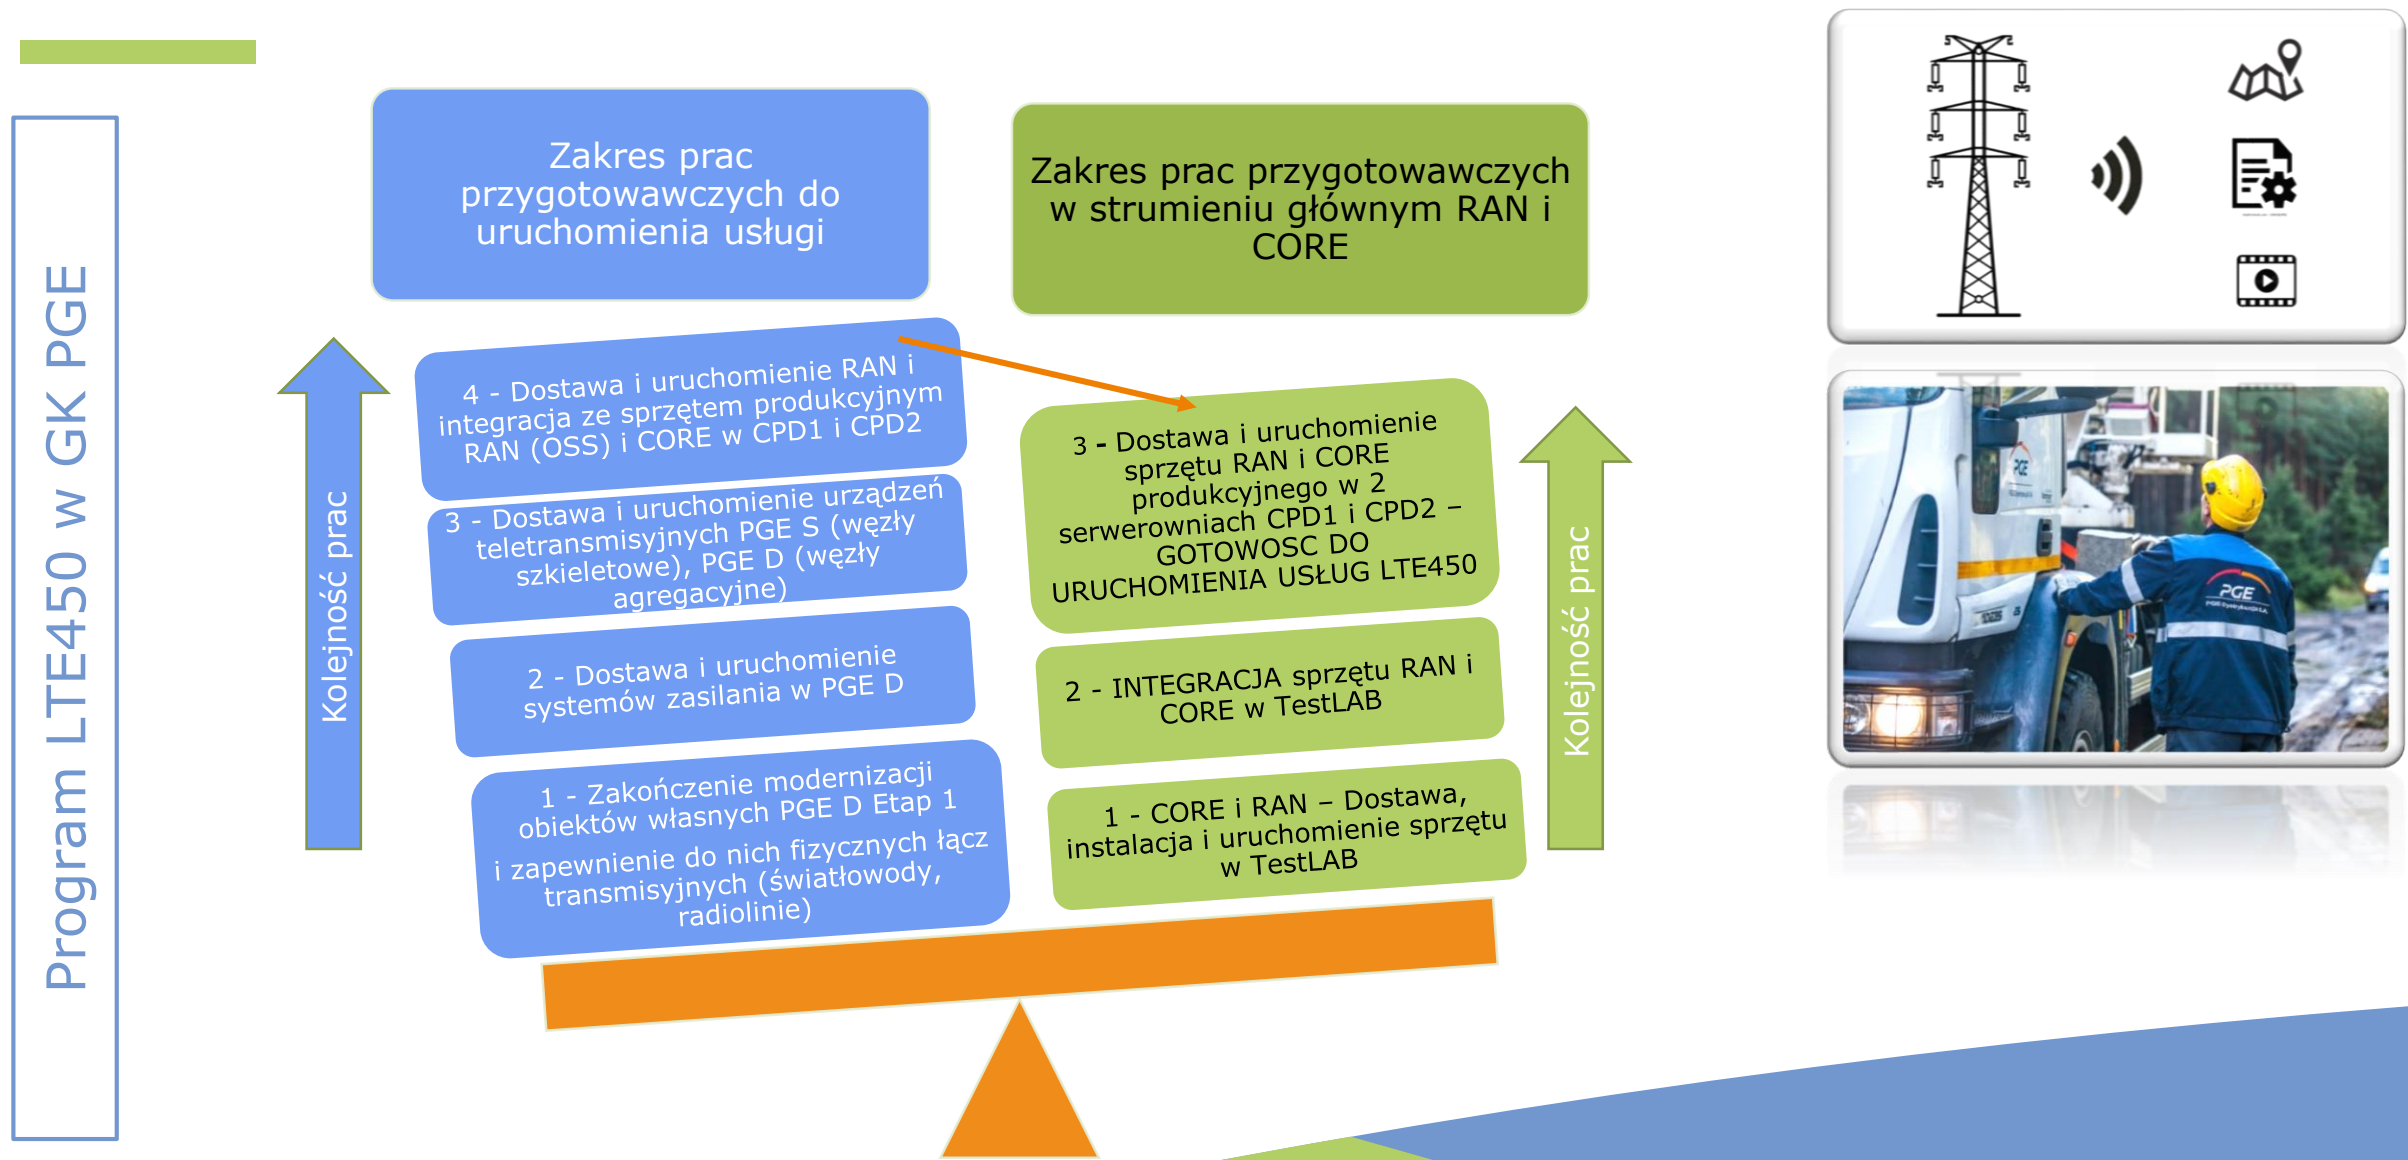 Program LTE450 w GK PGE
Zakres prac
przygotowawczych do
uruchomienia usługi
Zakres prac przygotowawczych
w strumieniu głównym RAN i
CORE
Kolejność prac
4 - Dostawa i uruchomienie RAN i
integracja ze sprzętem produkcyjnym
RAN (OSS) i CORE w CPD1 i CPD2
3 - Dostawa i uruchomienie urządzeń
teletransmisyjnych PGE S (węzły
szkieletowe), PGE D (węzły
agregacyjne)
2 - Dostawa i uruchomienie
systemów zasilania w PGE D
1 - Zakończenie modernizacji
obiektów własnych PGE D Etap 1
i zapewnienie do nich fizycznych łącz
transmisyjnych (światłowody,
radiolinie)
3 - Dostawa i uruchomienie
sprzętu RAN i CORE
produkcyjnego w 2
serwerowniach CPD1 i CPD2 –
GOTOWOSC DO
URUCHOMIENIA USŁUG LTE450
2 - INTEGRACJA sprzętu RAN i
CORE w TestLAB
1 - CORE i RAN – Dostawa,
instalacja i uruchomienie sprzętu
w TestLAB
Kolejność prac
PGE
PGE